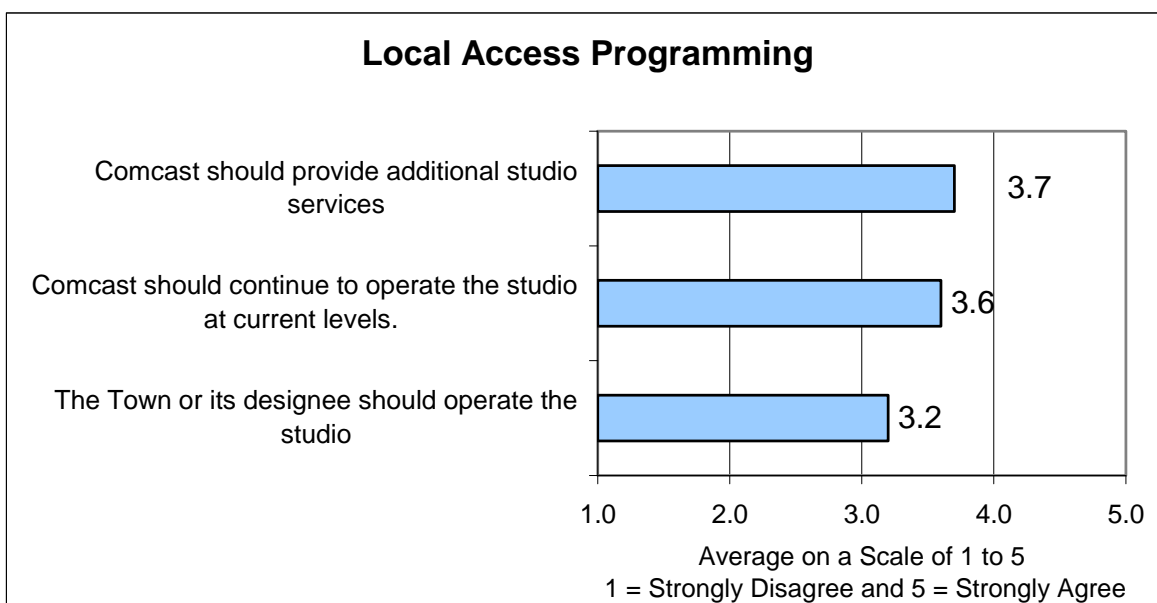 Local Access Programming
Comcast should provide additional studio
services
3.7
Comcast should continue to operate the studio
at current levels.
3.6
The Town or its designee should operate the
studio
3.2
1.0 2.0 3.0 4.0 5.0
Average on a Scale of 1 to 5
1 = Strongly Disagree and 5 = Strongly Agree